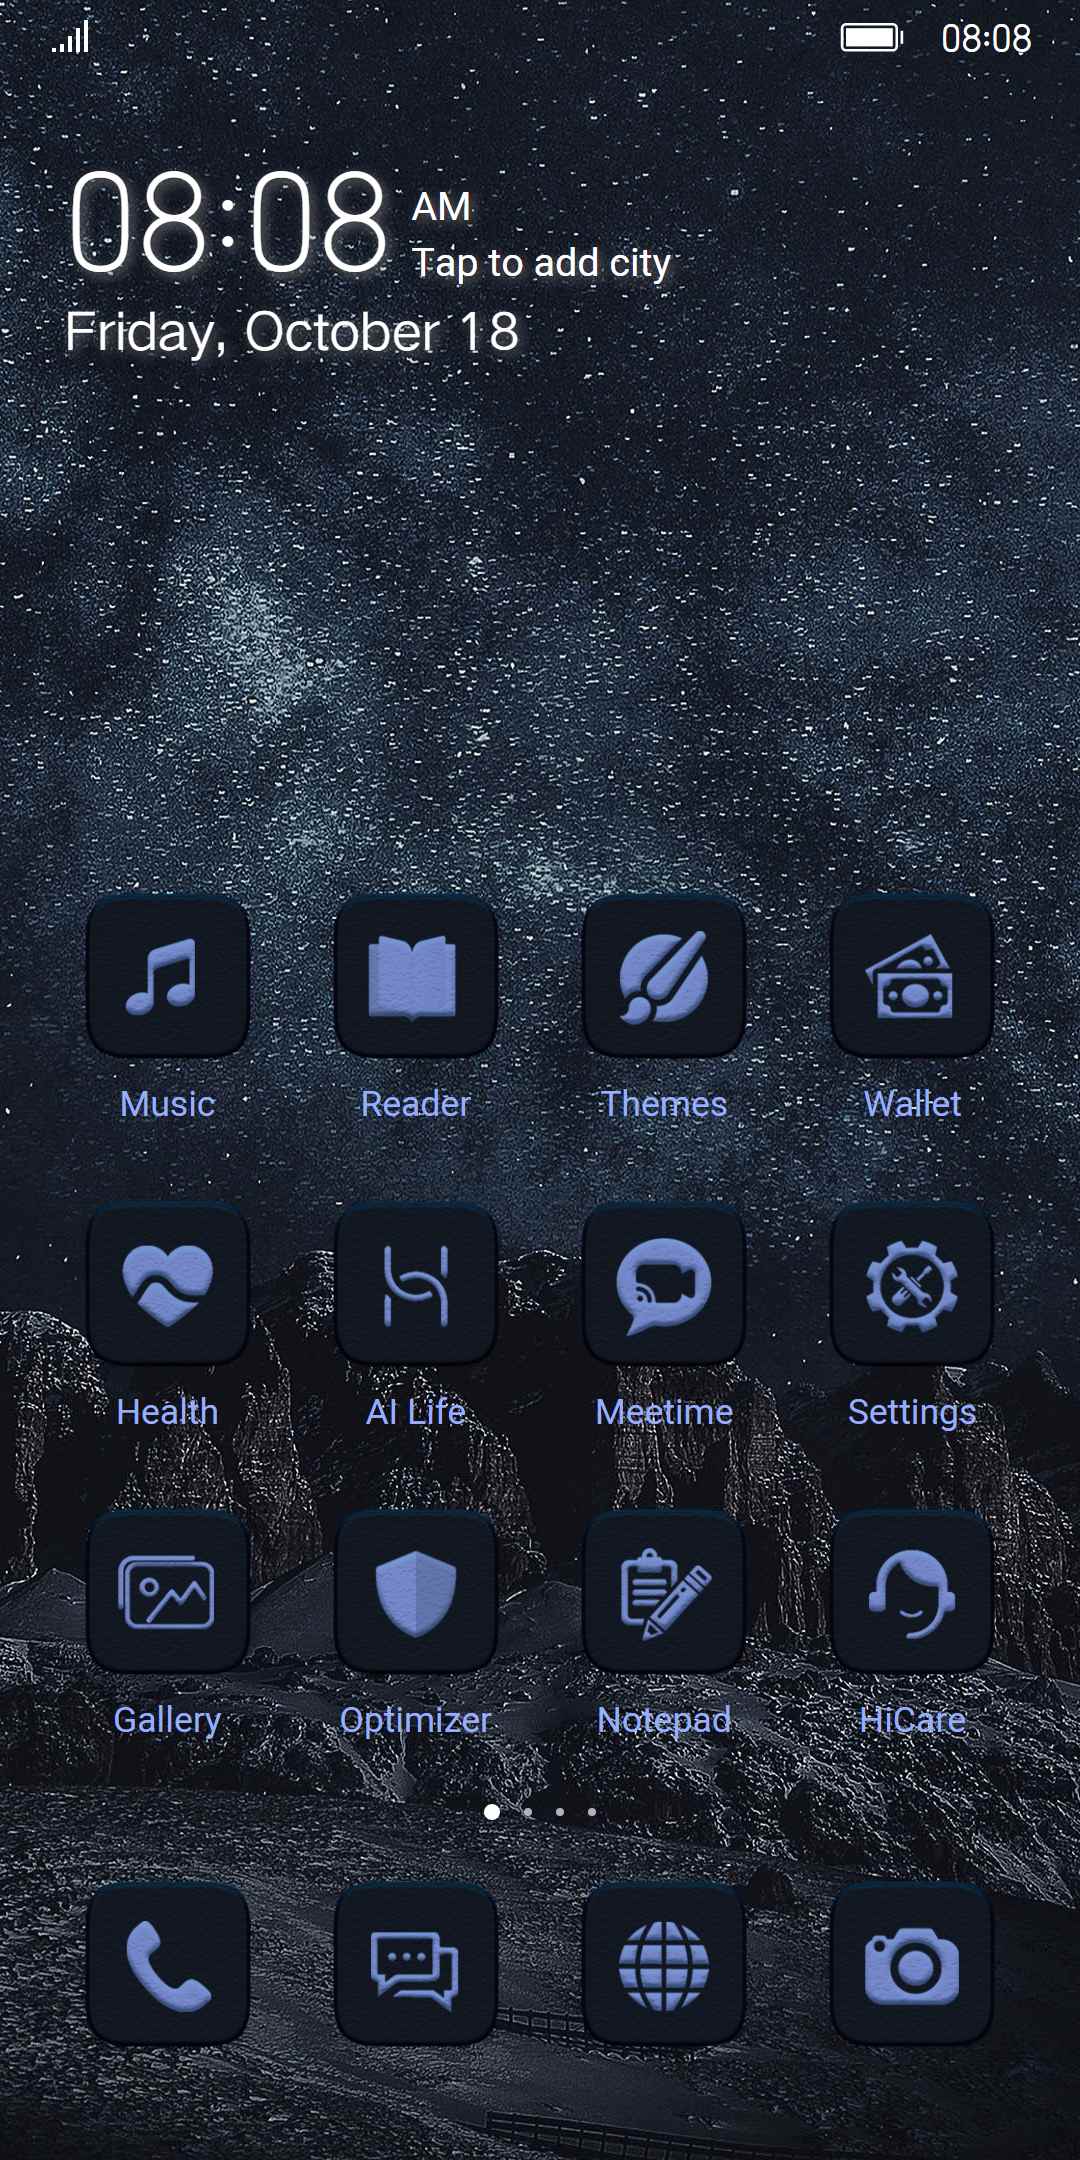 08:08
08:08 AM
Tap to add city
Friday, October 18
Music Reader Themes Wallet
Health AI Life Meetime Settings
Gallery Optimizer Notepad HiCare